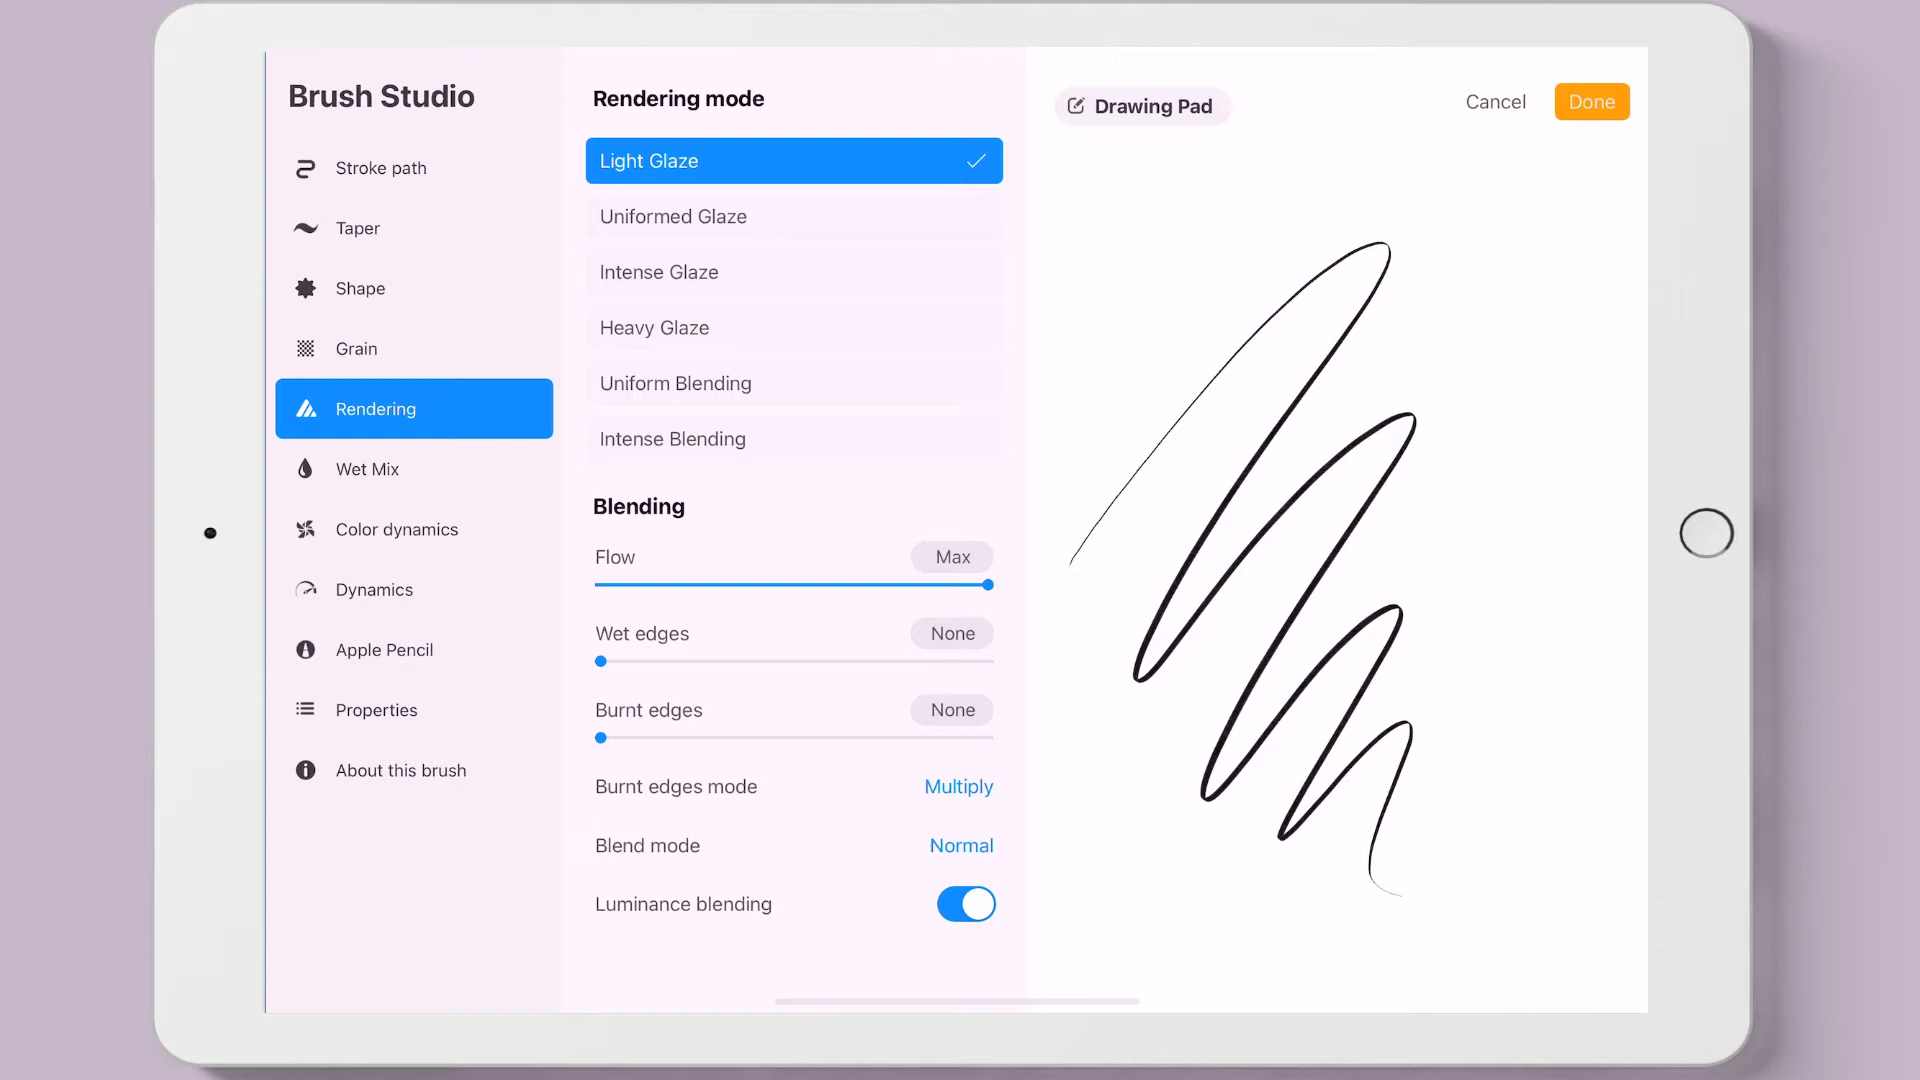 Brush Studio
Stroke path
Taper
Shape
Grain
Rendering
Wet Mix
Color dynamics
Dynamics
Apple Pencil
Properties
About this brush
Rendering mode
Light Glaze
Uniformed Glaze
Intense Glaze
Heavy Glaze
Uniform Blending
Intense Blending
Blending
Flow Max
Wet edges None
Burnt edges None
Burnt edges mode Multiply
Blend mode Normal
Luminance blending
Drawing Pad
Cancel
Done